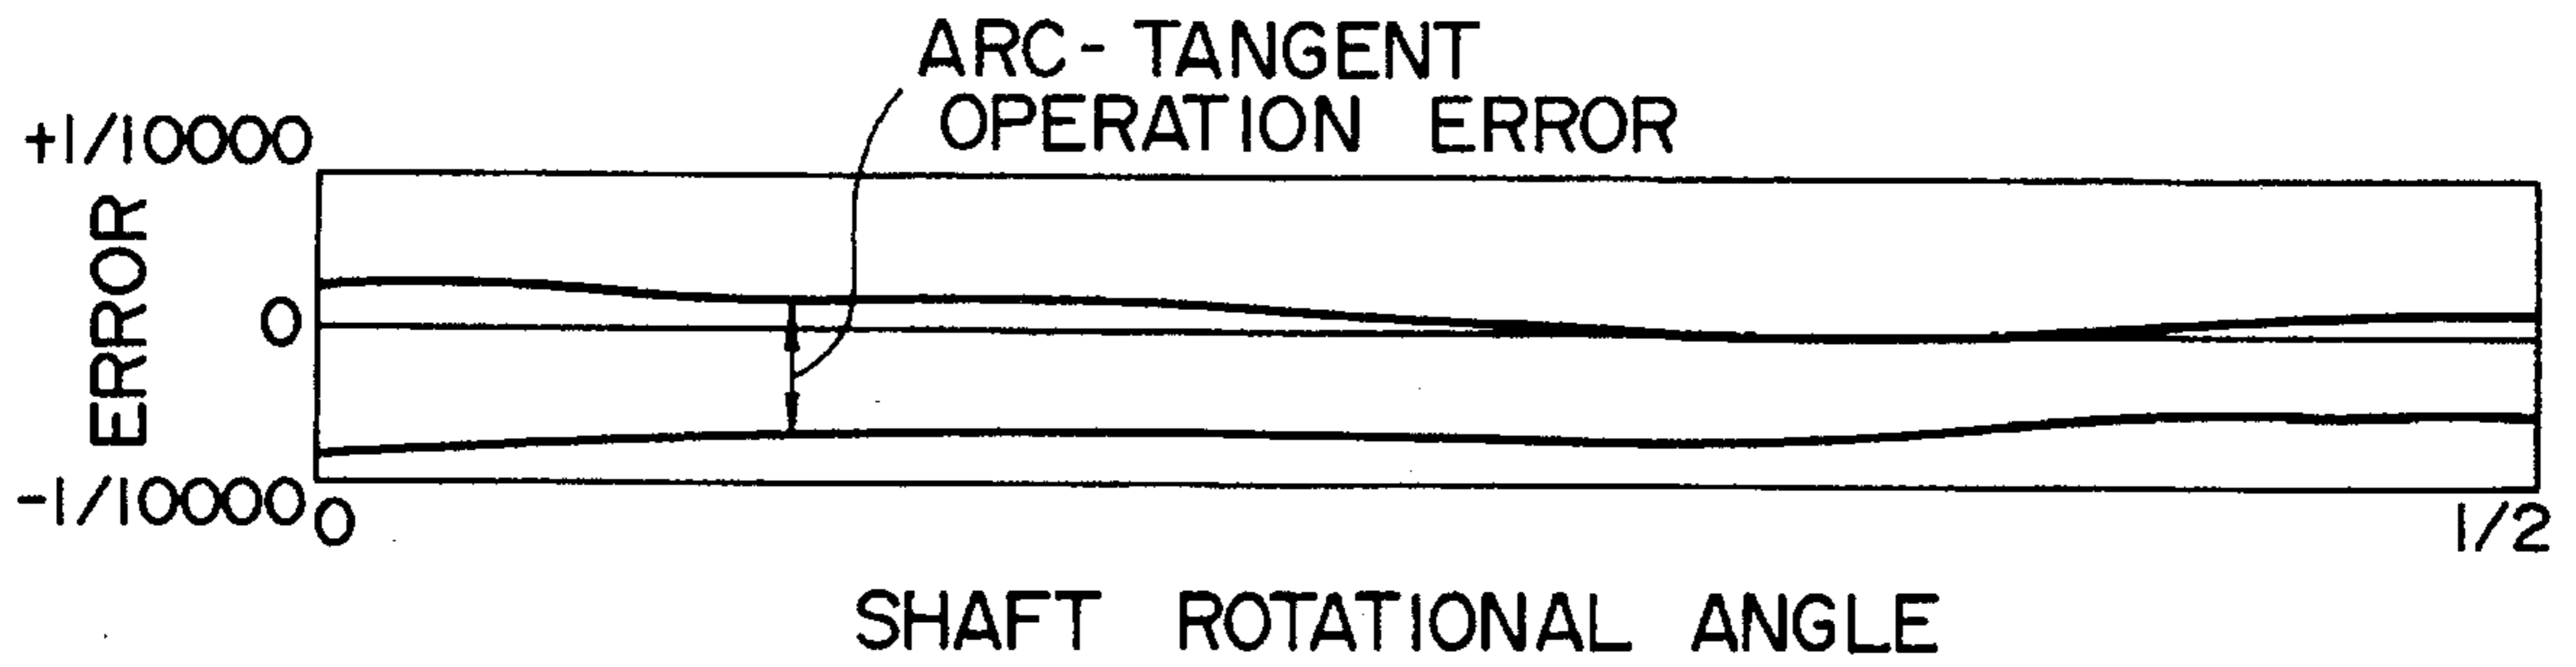 ARC-TANGENT
OPERATION ERROR
+1/10000
ERROR
0
-1/10000
0
1/2
SHAFT ROTATIONAL ANGLE